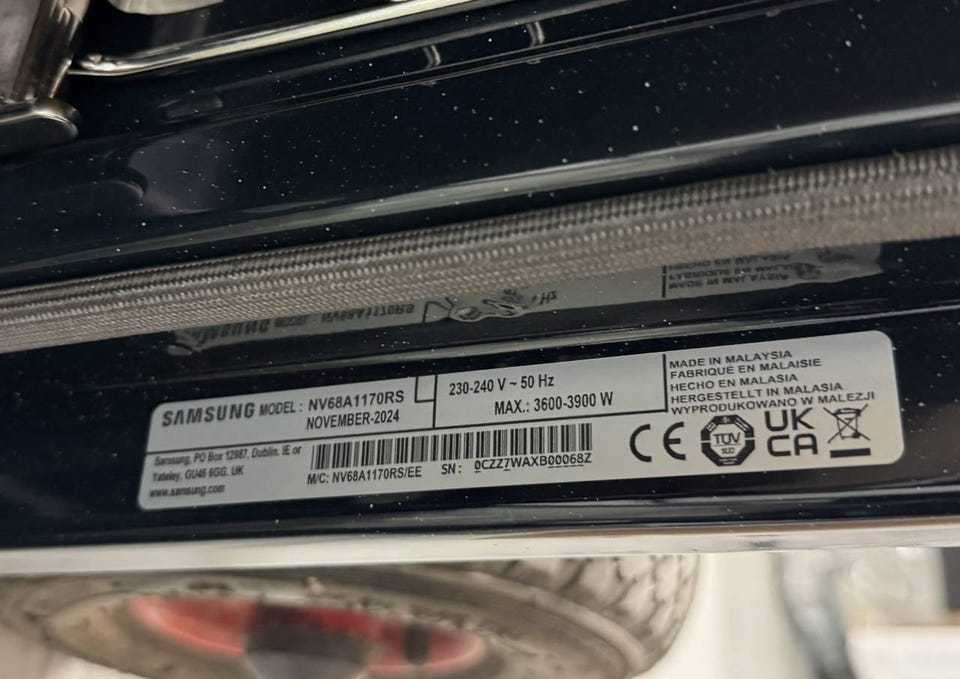 SAMSUNG MODEL : NV68A1170RS
NOVEMBER-2024
230-240 V ~ 50 Hz
MAX.: 3600-3900 W
MADE IN MALAYSIA
FABRIQUÉ EN MALAISIE
HECHO EN MALASIA
HERGESTELLT IN MALASIA
WYPRODUKOWANO W MALEZJI
Samsung, PO Box 12987, Dublin. IE or
Yateley, GU46 6GG. UK
www.samsung.com
M/C: NV68A1170RS/EE
SN : 0CZZ7WAXB00068Z
CE
TÜV
SÜD
UK
CA